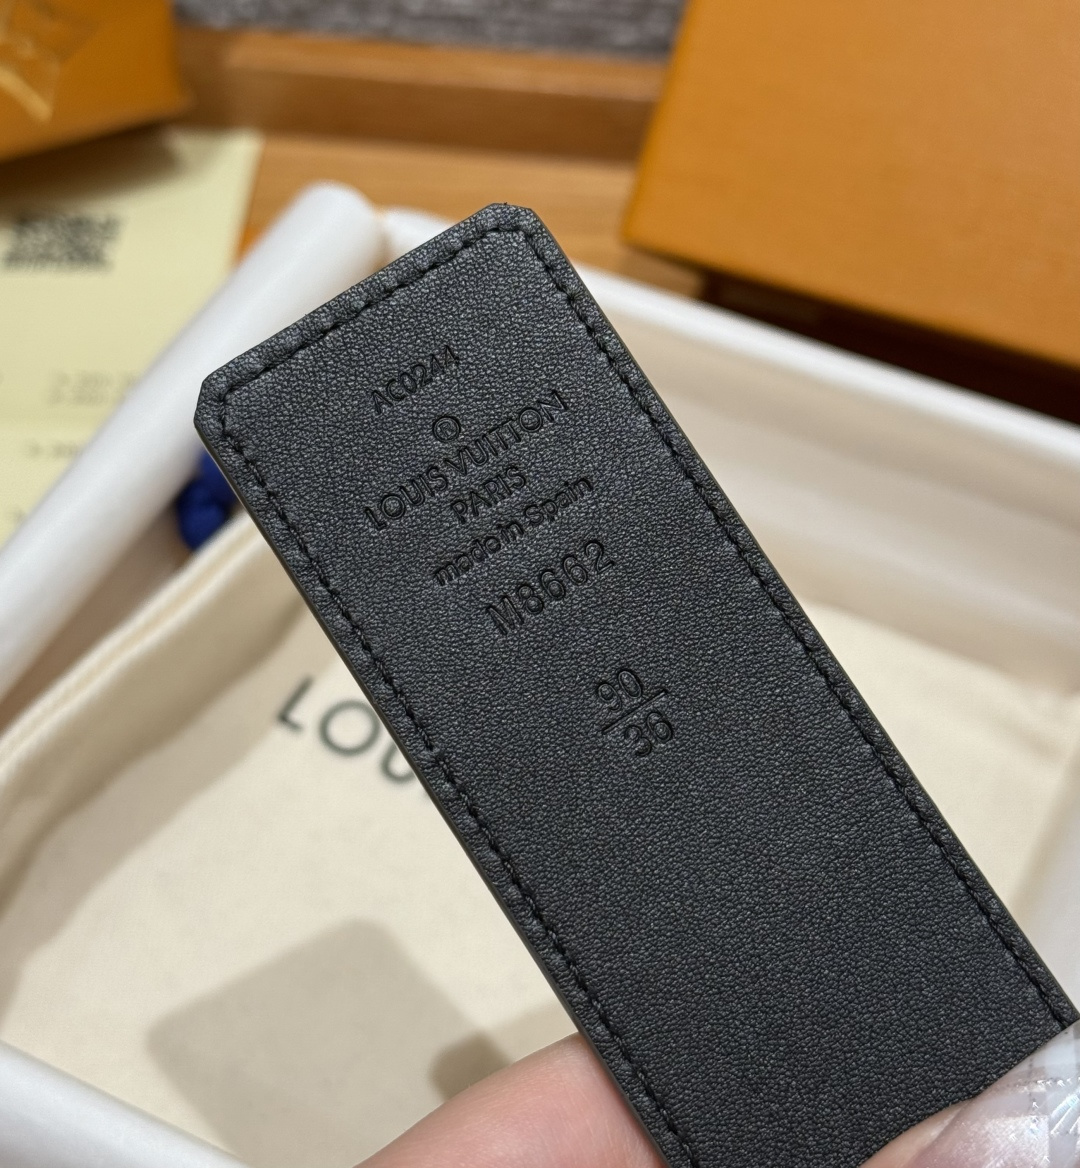 AC0244
LOUIS VUITTON
PARIS
made in Spain
M8662
90
36
LOU